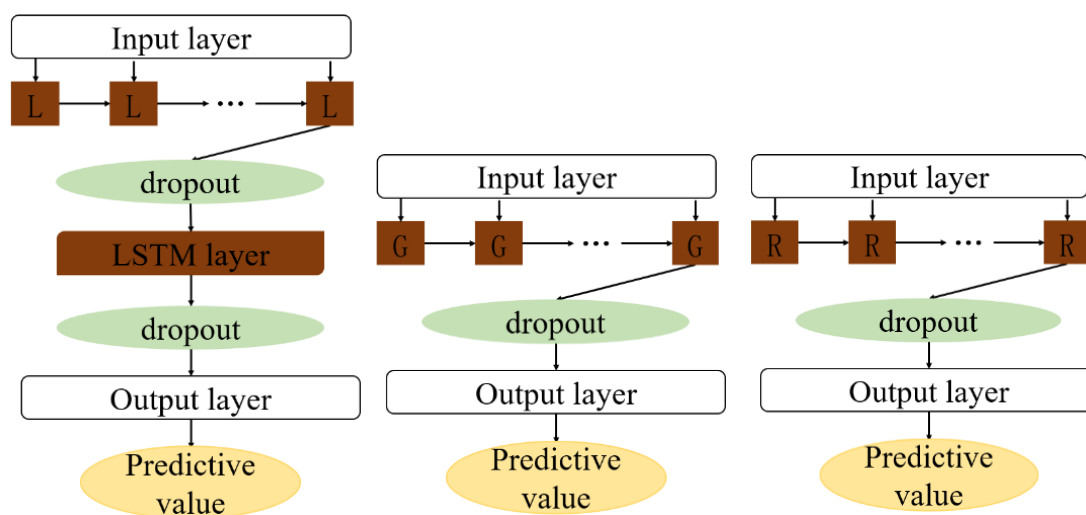 Input layer
L
L
...
L
dropout
LSTM layer
dropout
Output layer
Predictive
value
Input layer
G
G
...
G
dropout
Output layer
Predictive
value
Input layer
R
R
...
R
dropout
Output layer
Predictive
value